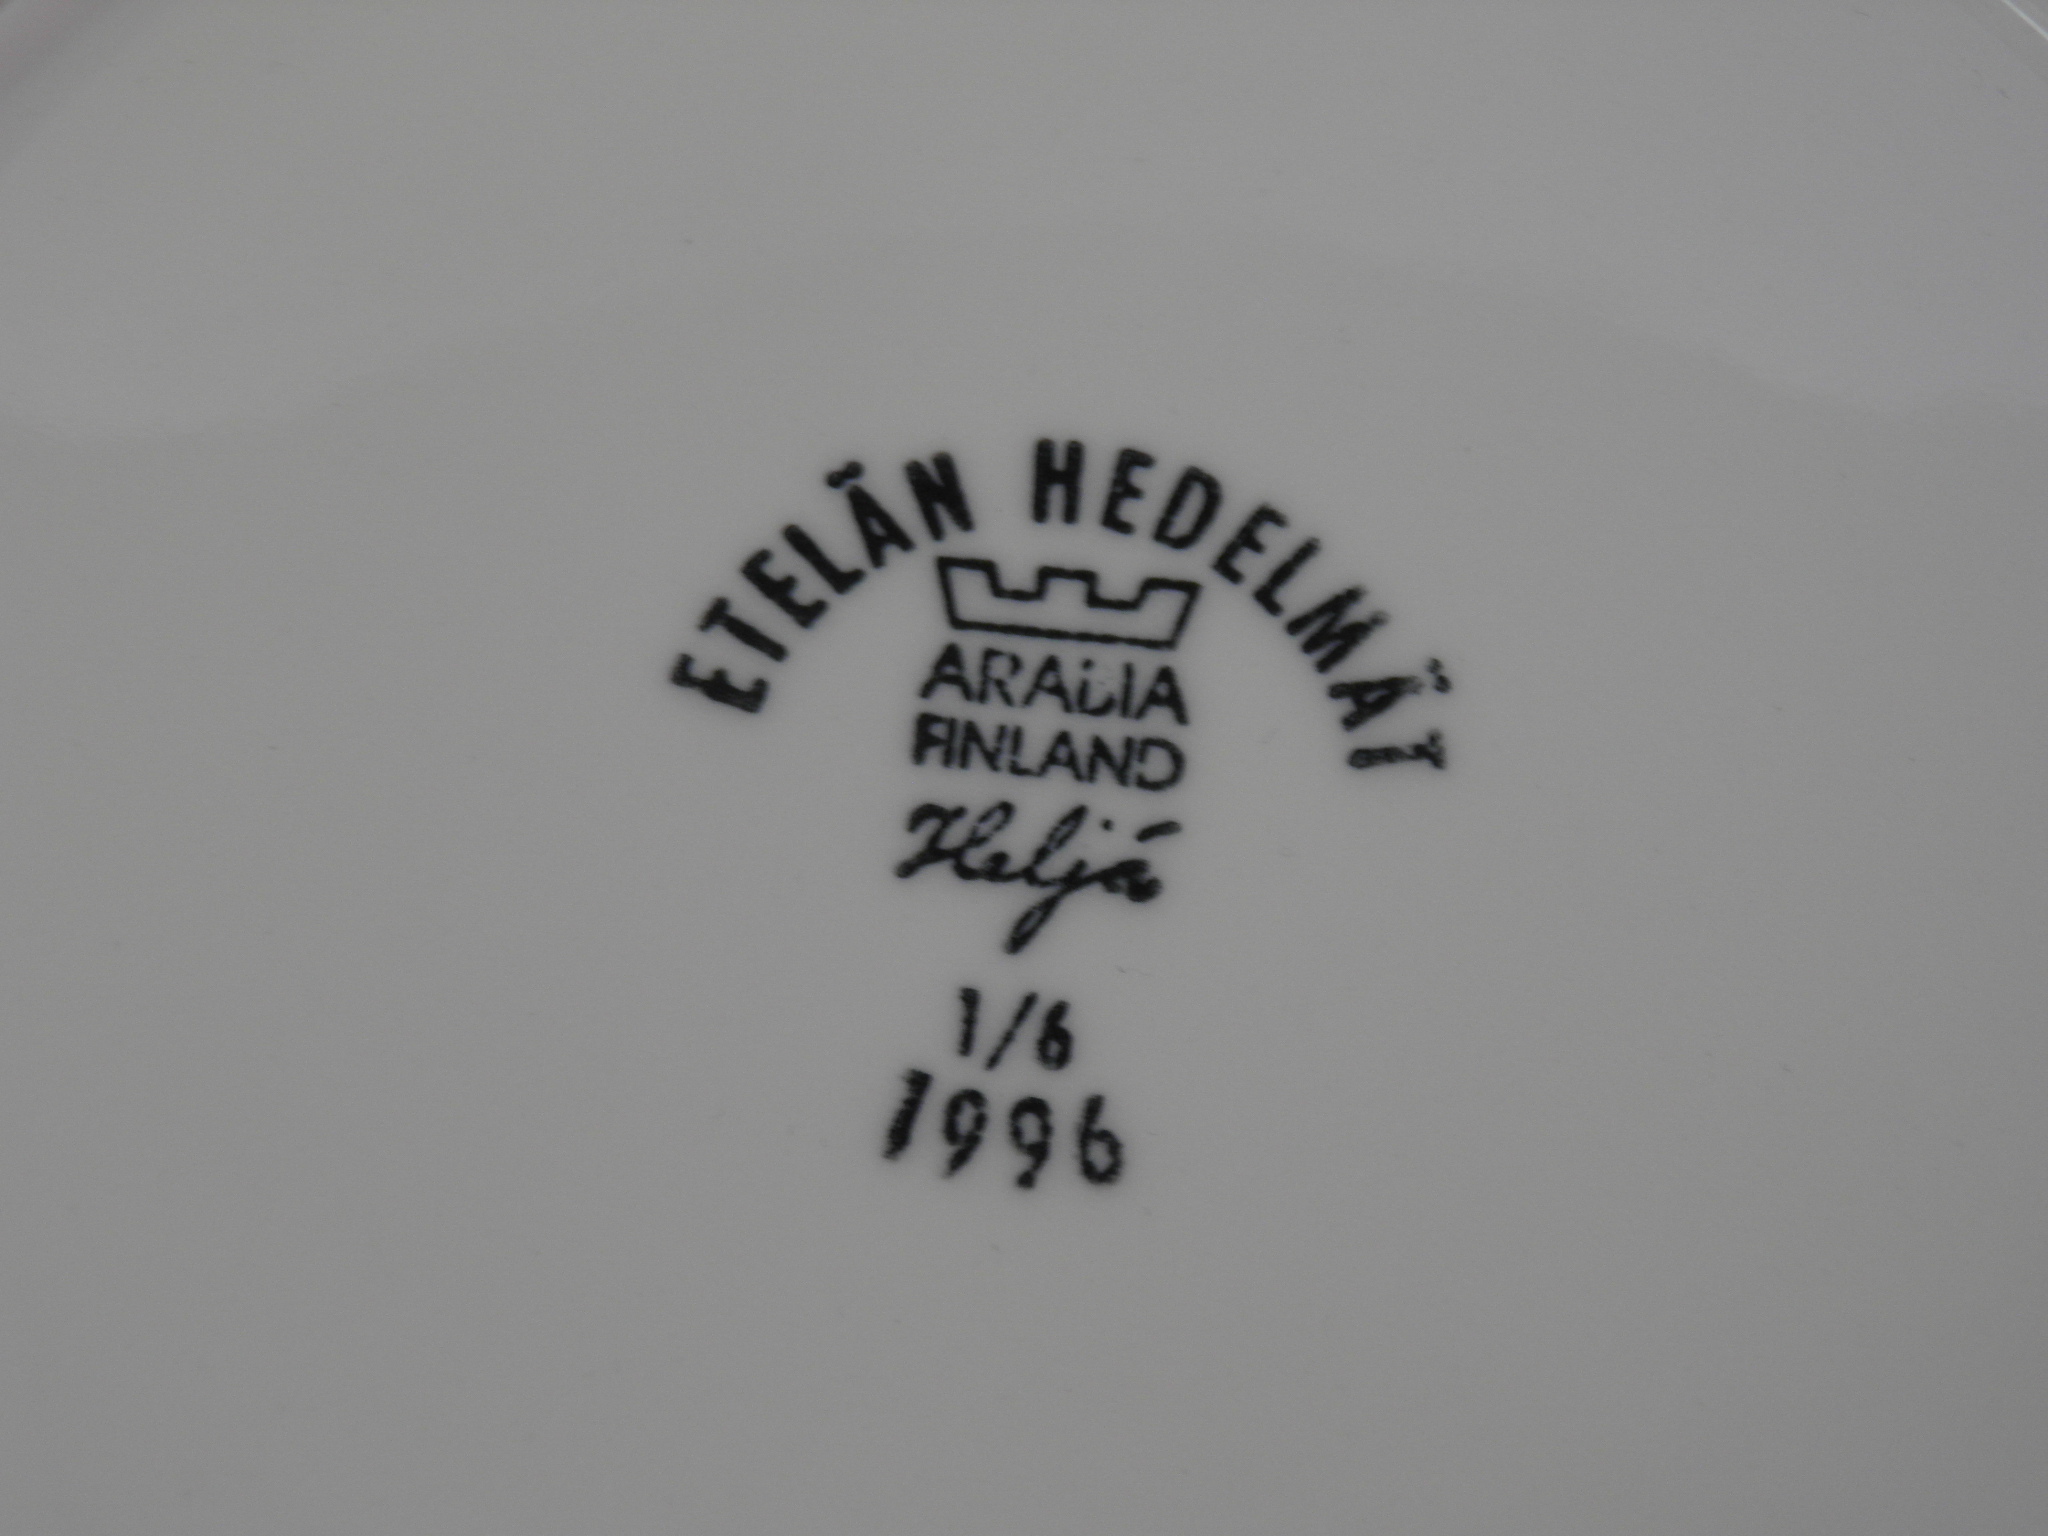 ETELÄN HEDELMÄT
ARABIA
FINLAND
Heljä
1/6
1996